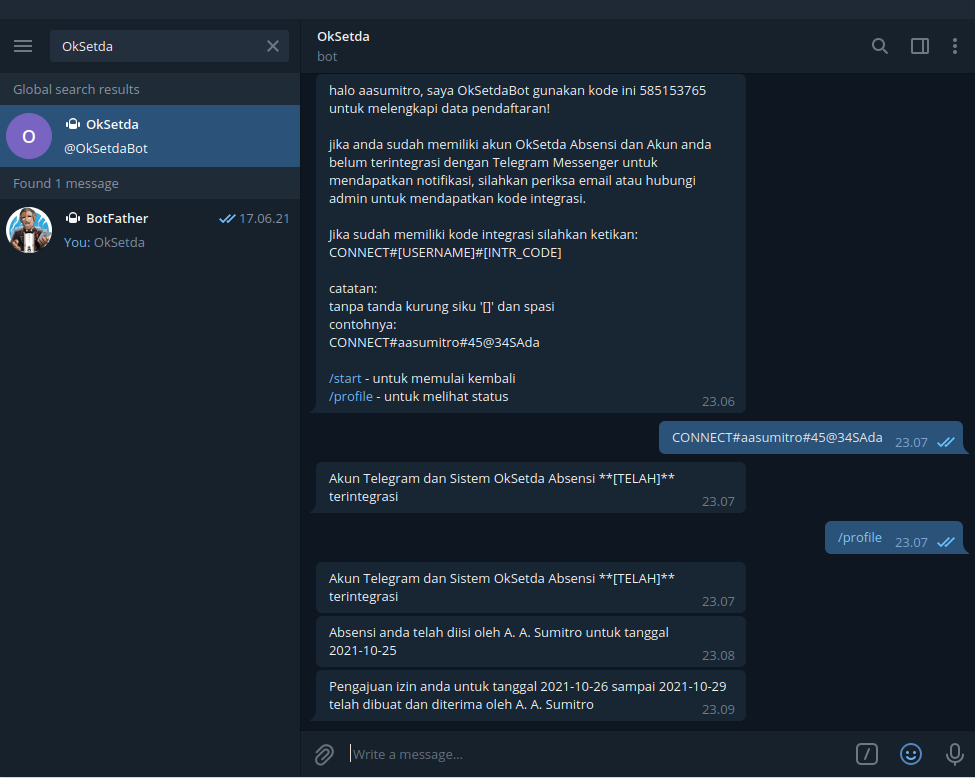 OkSetda
Global search results
O
OkSetda
@OkSetdaBot
Found 1 message
BotFather
17.06.21
You: OkSetda
OkSetda
bot
halo aasumitro, saya OkSetdaBot gunakan kode ini 585153765
untuk melengkapi data pendaftaran!
jika anda sudah memiliki akun OkSetda Absensi dan Akun anda
belum terintegrasi dengan Telegram Messenger untuk
mendapatkan notifikasi, silahkan periksa email atau hubungi
admin untuk mendapatkan kode integrasi.
Jika sudah memiliki kode integrasi silahkan ketikan:
CONNECT#[USERNAME]#[INTR_CODE]
catatan:
tanpa tanda kurung siku '[]' dan spasi
contohnya:
CONNECT#aasumitro#45@34SAda
/start - untuk memulai kembali
/profile - untuk melihat status
23.06
CONNECT#aasumitro#45@34SAda
23.07
Akun Telegram dan Sistem OkSetda Absensi **[TELAH]**
terintegrasi
23.07
/profile
23.07
Akun Telegram dan Sistem OkSetda Absensi **[TELAH]**
terintegrasi
23.07
Absensi anda telah diisi oleh A. A. Sumitro untuk tanggal
2021-10-25
23.08
Pengajuan izin anda untuk tanggal 2021-10-26 sampai 2021-10-29
telah dibuat dan diterima oleh A. A. Sumitro
23.09
Write a message...